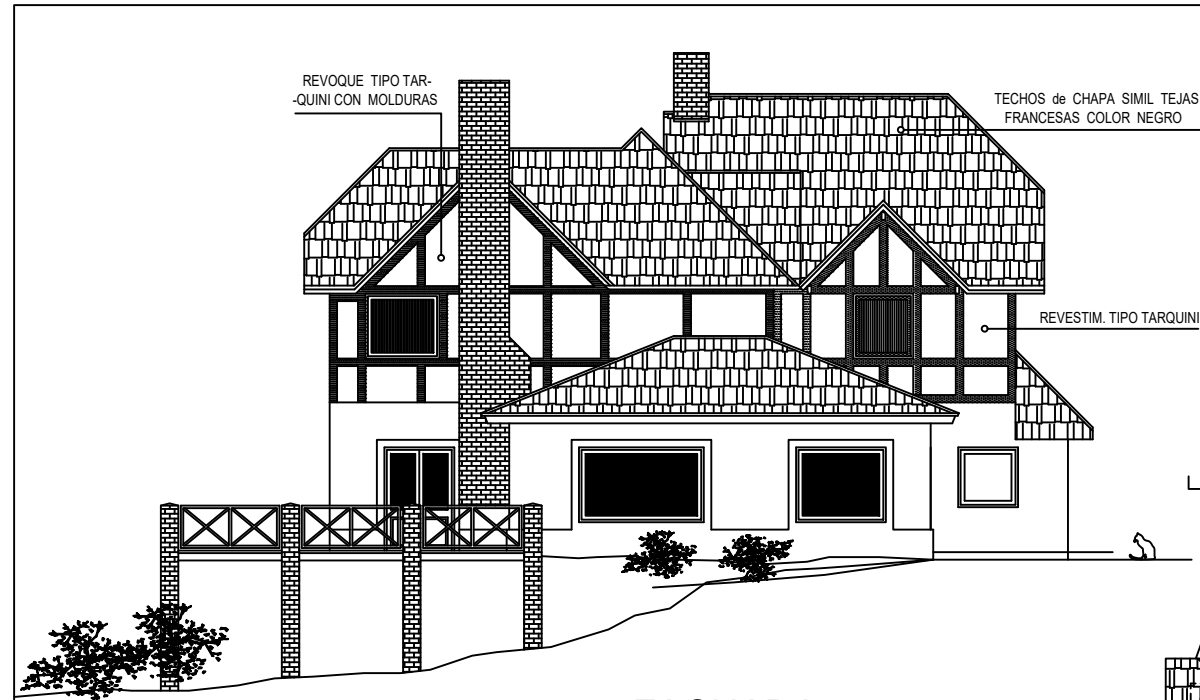 REVOQUE TIPO TAR-
-QUINI CON MOLDURAS
TECHOS de CHAPA SIMIL TEJAS
FRANCESAS COLOR NEGRO
REVESTIM. TIPO TARQUINI